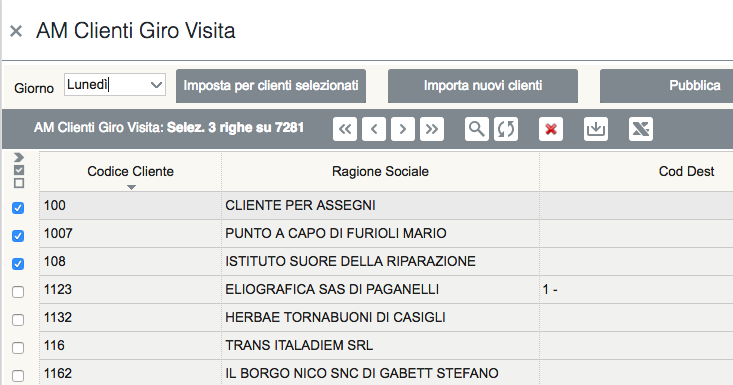 AM Clienti Giro Visita
Giorno Lunedì Imposta per clienti selezionati Importa nuovi clienti Pubblica
AM Clienti Giro Visita: Selez. 3 righe su 7281
Codice Cliente Ragione Sociale Cod Dest
100 CLIENTE PER ASSEGNI
1007 PUNTO A CAPO DI FURIOLI MARIO
108 ISTITUTO SUORE DELLA RIPARAZIONE
1123 ELIOGRAFICA SAS DI PAGANELLI 1 -
1132 HERBAE TORNABUONI DI CASIGLI
116 TRANS ITALADIEM SRL
1162 IL BORGO NICO SNC DI GABETT STEFANO